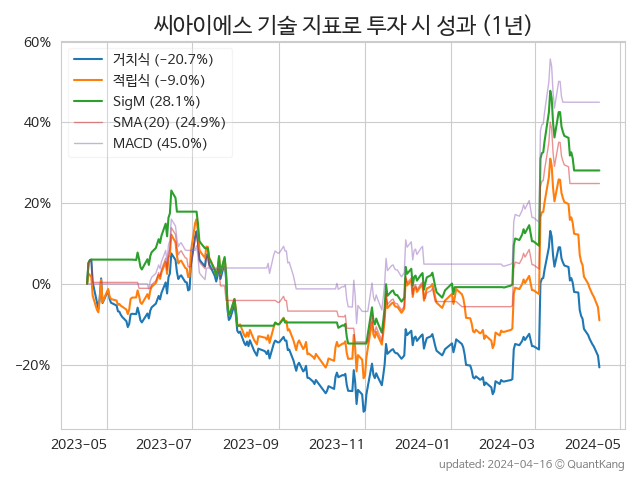 씨아이에스 기술 지표로 투자 시 성과 (1년)
60%
40%
20%
0%
−20%
거치식 (−20.7%)
적립식 (−9.0%)
SigM (28.1%)
SMA(20) (24.9%)
MACD (45.0%)
2023-05 2023-07 2023-09 2023-11 2024-01 2024-03 2024-05
updated: 2024-04-16 © QuantKang